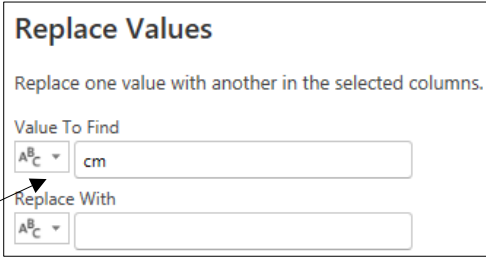 Replace Values
Replace one value with another in the selected columns.
Value To Find
ABC cm
Replace With
ABC